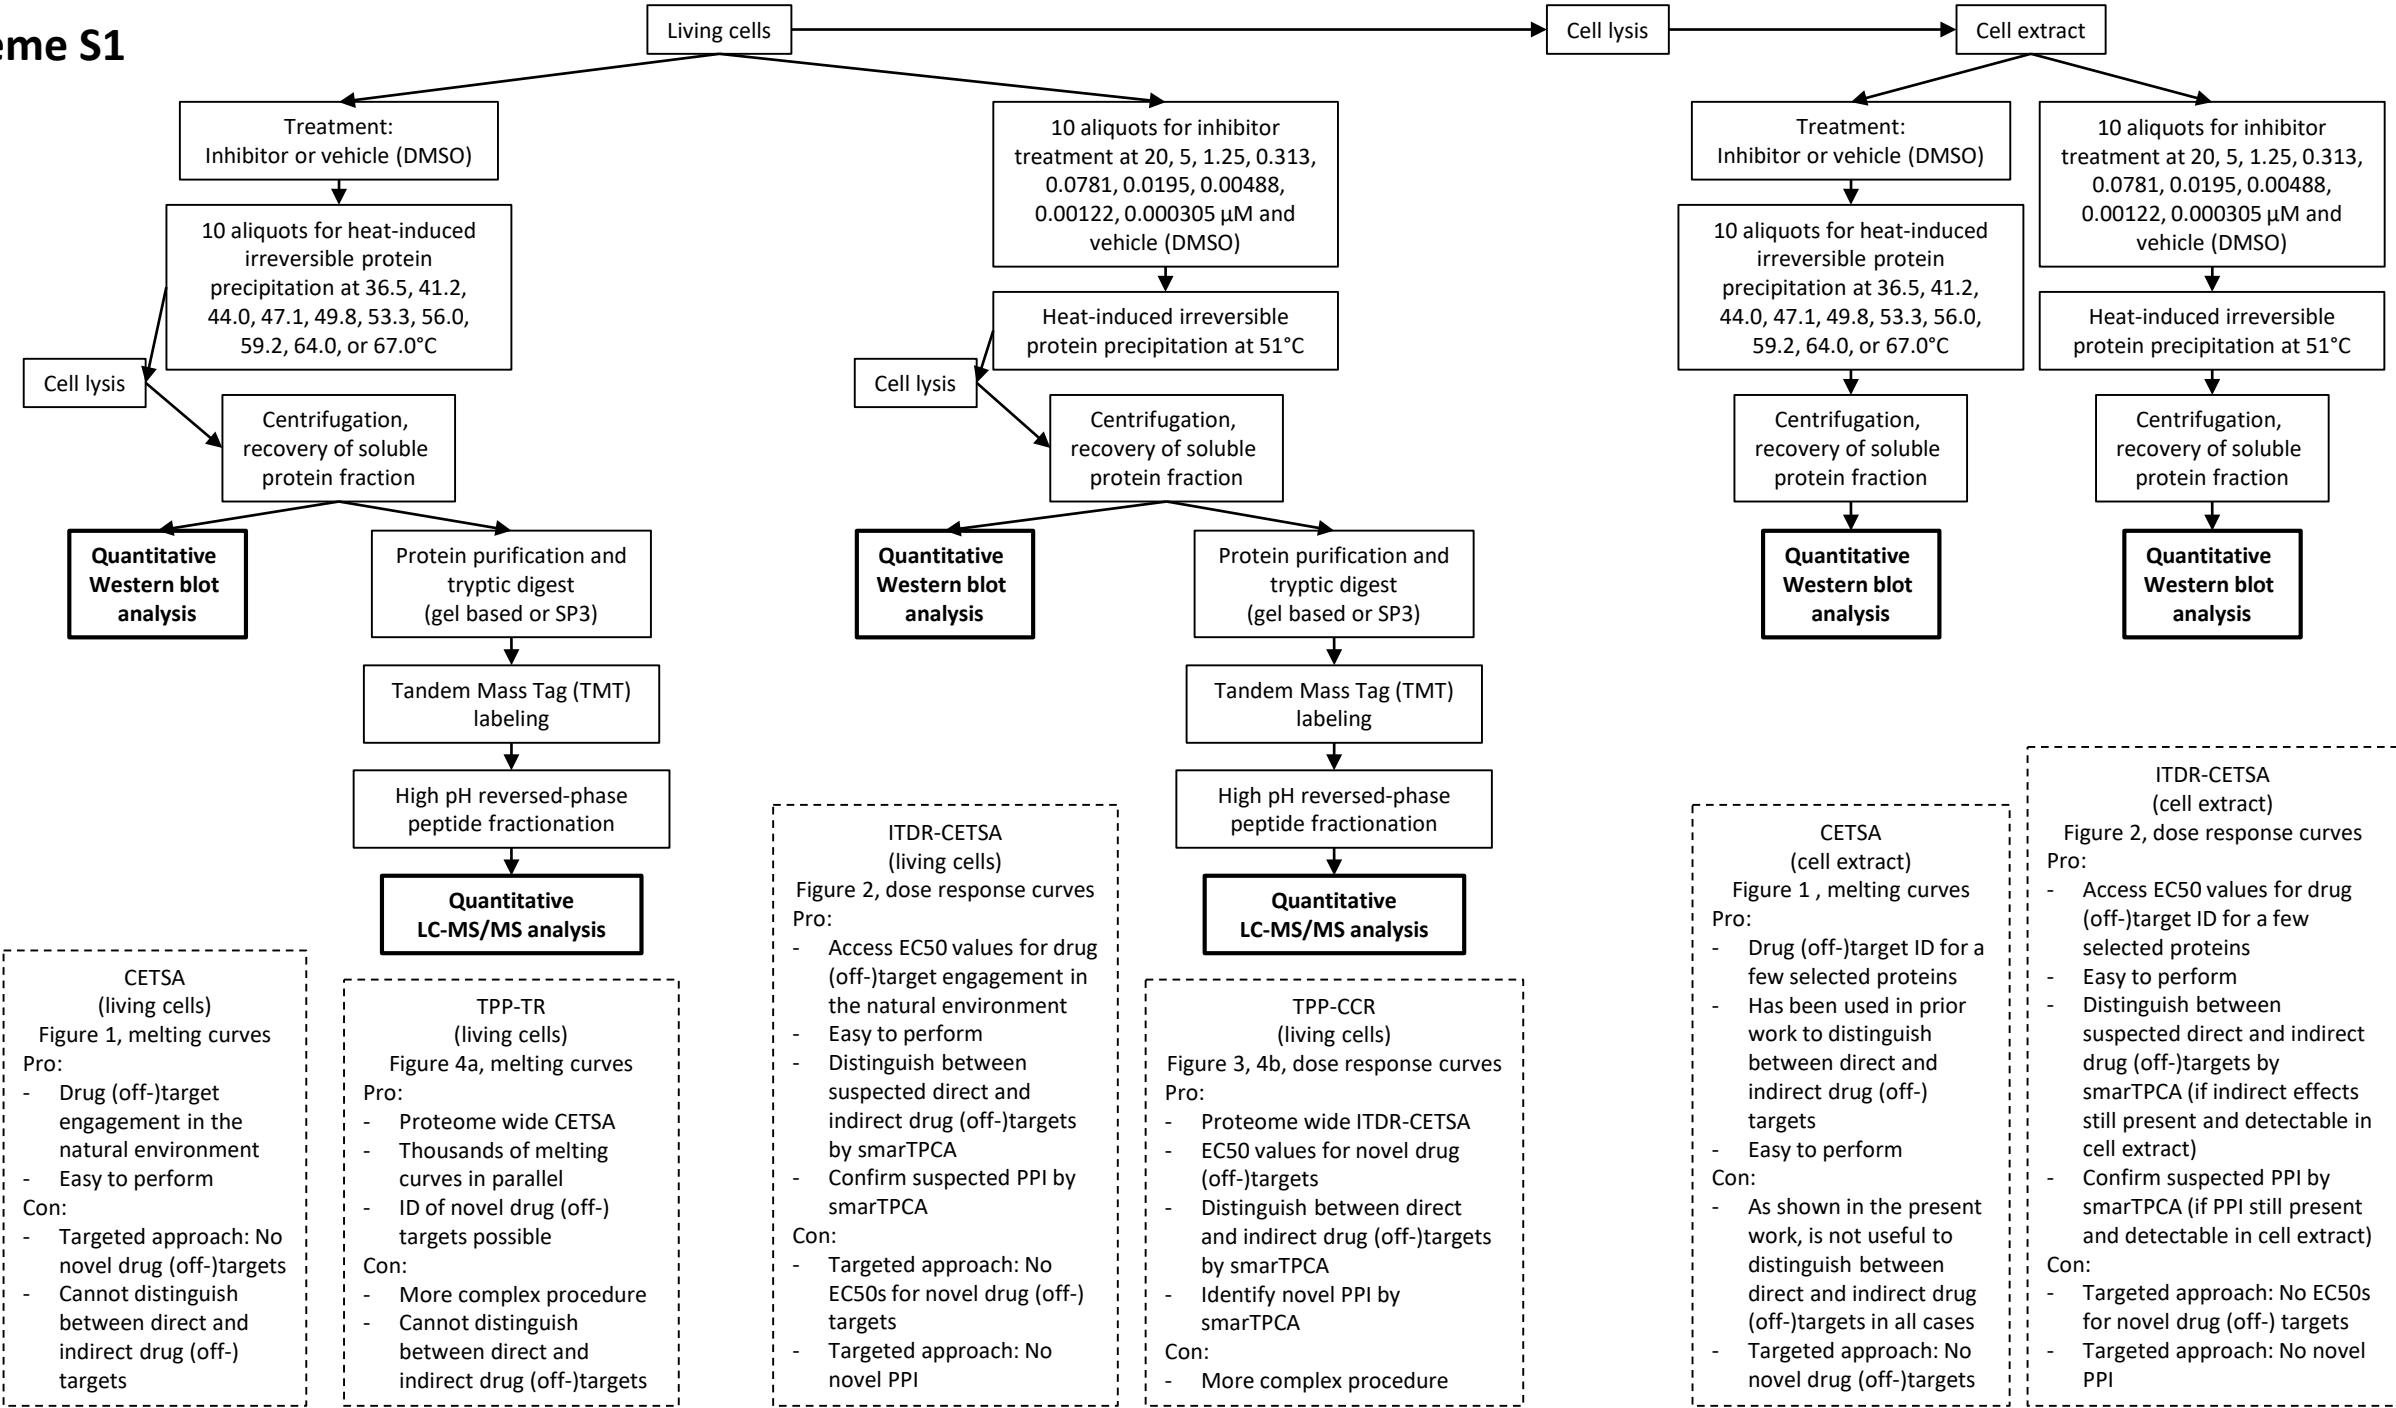 eme S1
Living cells
Cell lysis
Cell extract
Treatment:
Inhibitor or vehicle (DMSO)
10 aliquots for heat-induced
irreversible protein
precipitation at 36.5, 41.2,
44.0, 47.1, 49.8, 53.3, 56.0,
59.2, 64.0, or 67.0°C
Cell lysis
Centrifugation,
recovery of soluble
protein fraction
Quantitative
Western blot
analysis
Protein purification and
tryptic digest
(gel based or SP3)
Tandem Mass Tag (TMT)
labeling
High pH reversed-phase
peptide fractionation
Quantitative
LC-MS/MS analysis
10 aliquots for inhibitor
treatment at 20, 5, 1.25, 0.313,
0.0781, 0.0195, 0.00488,
0.00122, 0.000305 µM and
vehicle (DMSO)
Heat-induced irreversible
protein precipitation at 51°C
Cell lysis
Centrifugation,
recovery of soluble
protein fraction
Quantitative
Western blot
analysis
Protein purification and
tryptic digest
(gel based or SP3)
Tandem Mass Tag (TMT)
labeling
High pH reversed-phase
peptide fractionation
Quantitative
LC-MS/MS analysis
Treatment:
Inhibitor or vehicle (DMSO)
10 aliquots for heat-induced
irreversible protein
precipitation at 36.5, 41.2,
44.0, 47.1, 49.8, 53.3, 56.0,
59.2, 64.0, or 67.0°C
Centrifugation,
recovery of soluble
protein fraction
Quantitative
Western blot
analysis
10 aliquots for inhibitor
treatment at 20, 5, 1.25, 0.313,
0.0781, 0.0195, 0.00488,
0.00122, 0.000305 µM and
vehicle (DMSO)
Heat-induced irreversible
protein precipitation at 51°C
Centrifugation,
recovery of soluble
protein fraction
Quantitative
Western blot
analysis
CETSA
(living cells)
Figure 1, melting curves
Pro:
- Drug (off-)target
engagement in the
natural environment
- Easy to perform
Con:
- Targeted approach: No
novel drug (off-)targets
- Cannot distinguish
between direct and
indirect drug (off-)
targets
TPP-TR
(living cells)
Figure 4a, melting curves
Pro:
- Proteome wide CETSA
- Thousands of melting
curves in parallel
- ID of novel drug (off-)
targets possible
Con:
- More complex procedure
- Cannot distinguish
between direct and
indirect drug (off-)targets
ITDR-CETSA
(living cells)
Figure 2, dose response curves
Pro:
- Access EC50 values for drug
(off-)target engagement in
the natural environment
- Easy to perform
- Distinguish between
suspected direct and
indirect drug (off-)targets
by smarTPCA
- Confirm suspected PPI by
smarTPCA
Con:
- Targeted approach: No
EC50s for novel drug (off-)
targets
- Targeted approach: No
novel PPI
TPP-CCR
(living cells)
Figure 3, 4b, dose response curves
Pro:
- Proteome wide ITDR-CETSA
- EC50 values for novel drug
(off-)targets
- Distinguish between direct
and indirect drug (off-)targets
by smarTPCA
- Identify novel PPI by
smarTPCA
Con:
- More complex procedure
CETSA
(cell extract)
Figure 1 , melting curves
Pro:
- Drug (off-)target ID for a
few selected proteins
- Has been used in prior
work to distinguish
between direct and
indirect drug (off-)
targets
- Easy to perform
Con:
- As shown in the present
work, is not useful to
distinguish between
direct and indirect drug
(off-)targets in all cases
- Targeted approach: No
novel drug (off-)targets
ITDR-CETSA
(cell extract)
Figure 2, dose response curves
Pro:
- Access EC50 values for drug
(off-)target ID for a few
selected proteins
- Easy to perform
- Distinguish between
suspected direct and indirect
drug (off-)targets by
smarTPCA (if indirect effects
still present and detectable in
cell extract)
- Confirm suspected PPI by
smarTPCA (if PPI still present
and detectable in cell extract)
Con:
- Targeted approach: No EC50s
for novel drug (off-) targets
- Targeted approach: No novel
PPI